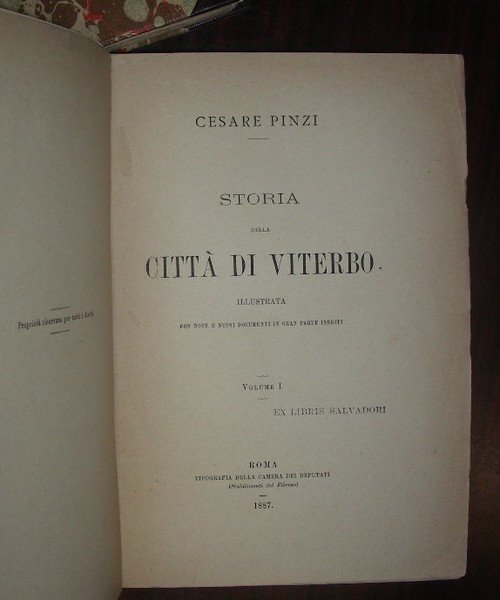 Proprietà riservata per tutti i diritti
CESARE PINZI
STORIA
DELLA
CITTÀ DI VITERBO
ILLUSTRATA
CON NOTE E NUOVI DOCUMENTI IN GRAN PARTE INEDITI
VOLUME I
EX LIBRIS SALVADORI
ROMA
TIPOGRAFIA DELLA CAMERA DEI DEPUTATI
(Stabilimenti del Fibreno)
1887.